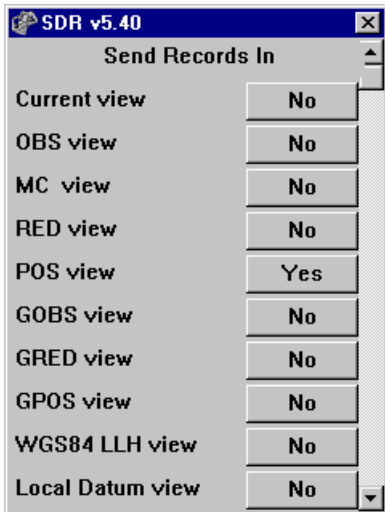 SDR v5.40
Send Records In
Current view No
OBS view No
MC view No
RED view No
POS view Yes
GOBS view No
GRED view No
GPOS view No
WGS84 LLH view No
Local Datum view No